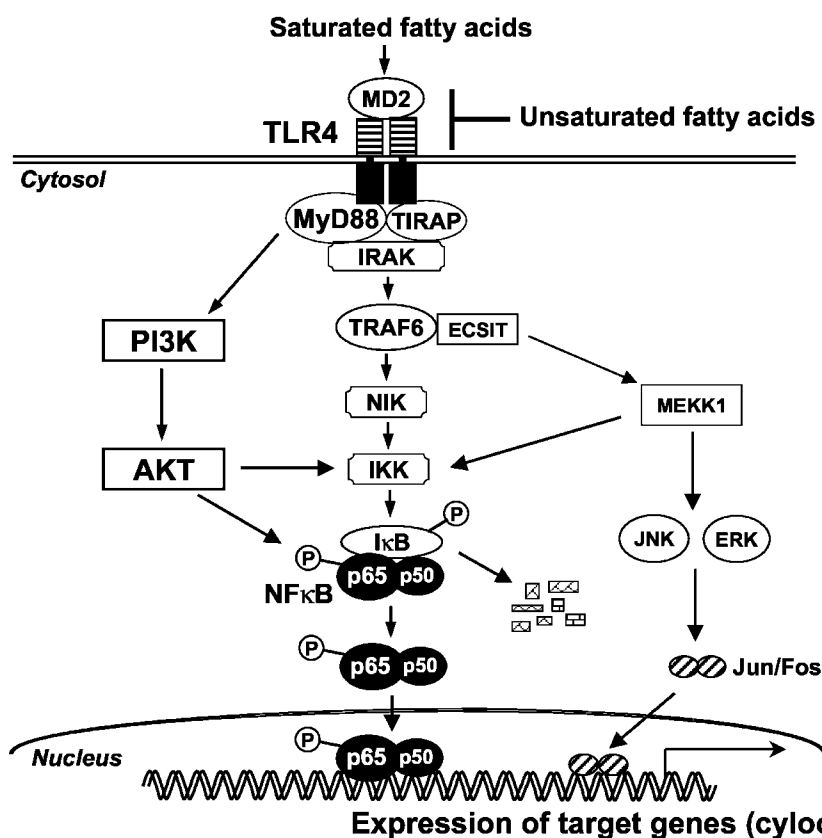 Saturated fatty acids
MD2
TLR4
Unsaturated fatty acids
Cytosol
MyD88
TIRAP
IRAK
PI3K
TRAF6
ECSIT
NIK
MEKK1
AKT
IKK
P
IκB
JNK
ERK
P
p65
p50
NFκB
P
p65
p50
Jun/Fos
P
p65
p50
Nucleus
Expression of target genes (cyloc